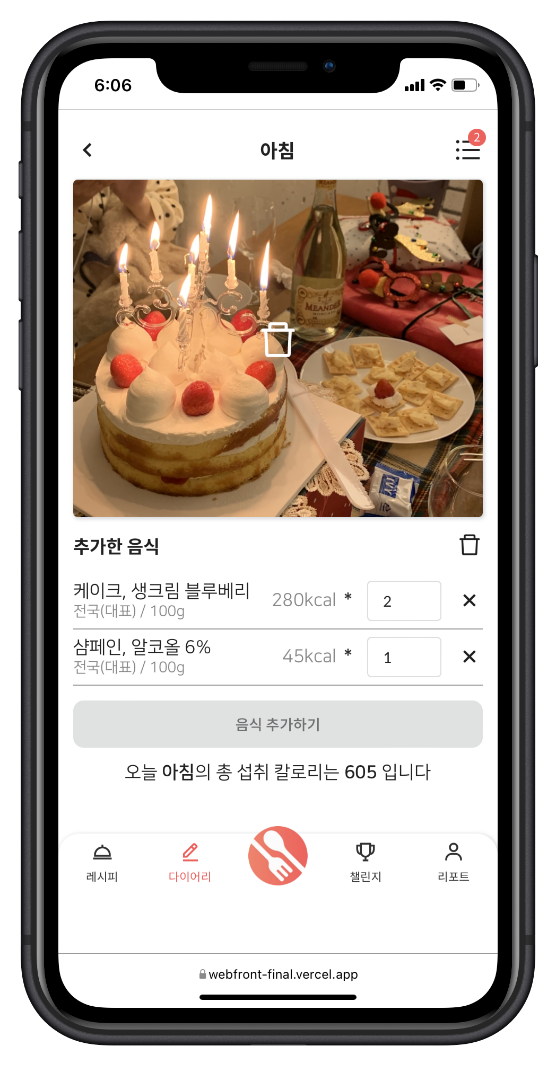 6:06
아침
2
MEANDER
추가한 음식
케이크, 생크림 블루베리
전국(대표) / 100g
280kcal * 2
샴페인, 알코올 6%
전국(대표) / 100g
45kcal * 1
음식 추가하기
오늘 아침의 총 섭취 칼로리는 605 입니다
레시피
다이어리
챌린지
리포트
webfront-final.vercel.app